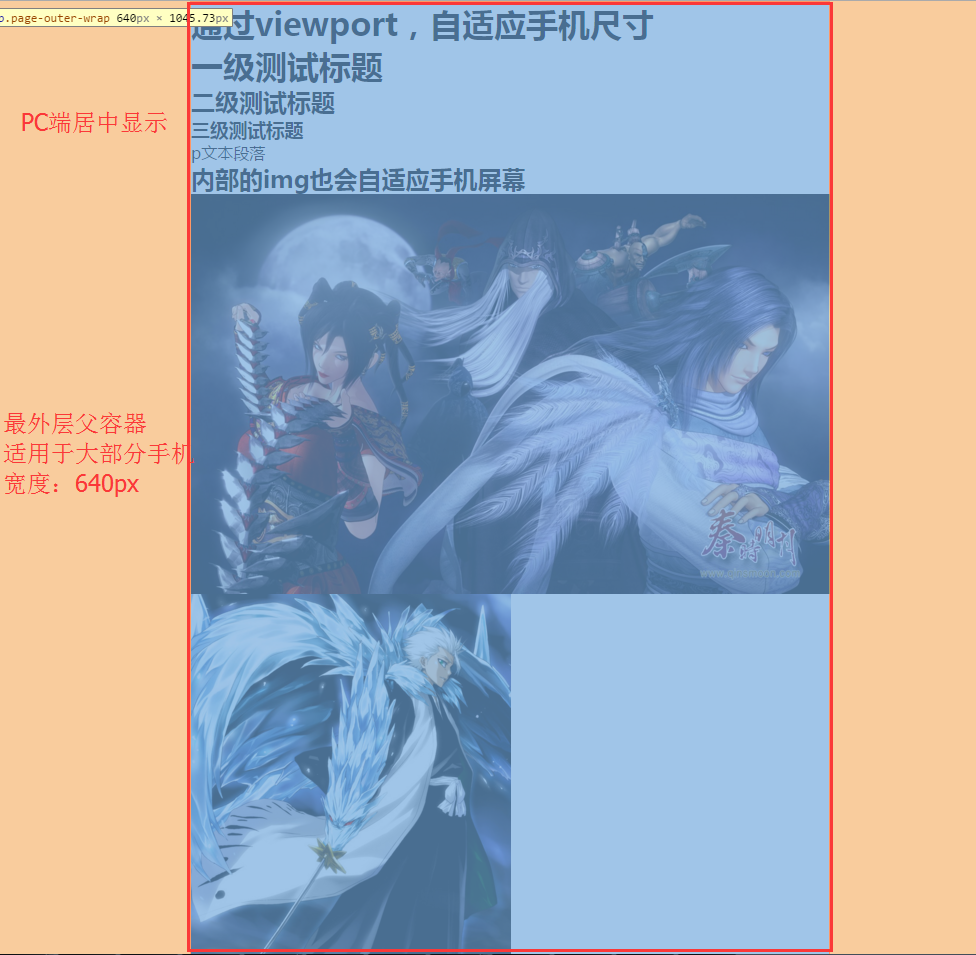 p.page-outer-wrap 640px × 1045.73px
通过viewport，自适应手机尺寸
一级测试标题
二级测试标题
三级测试标题
p文本段落
内部的img也会自适应手机屏幕
PC端居中显示
最外层父容器
适用于大部分手机
宽度：640px
秦时明月